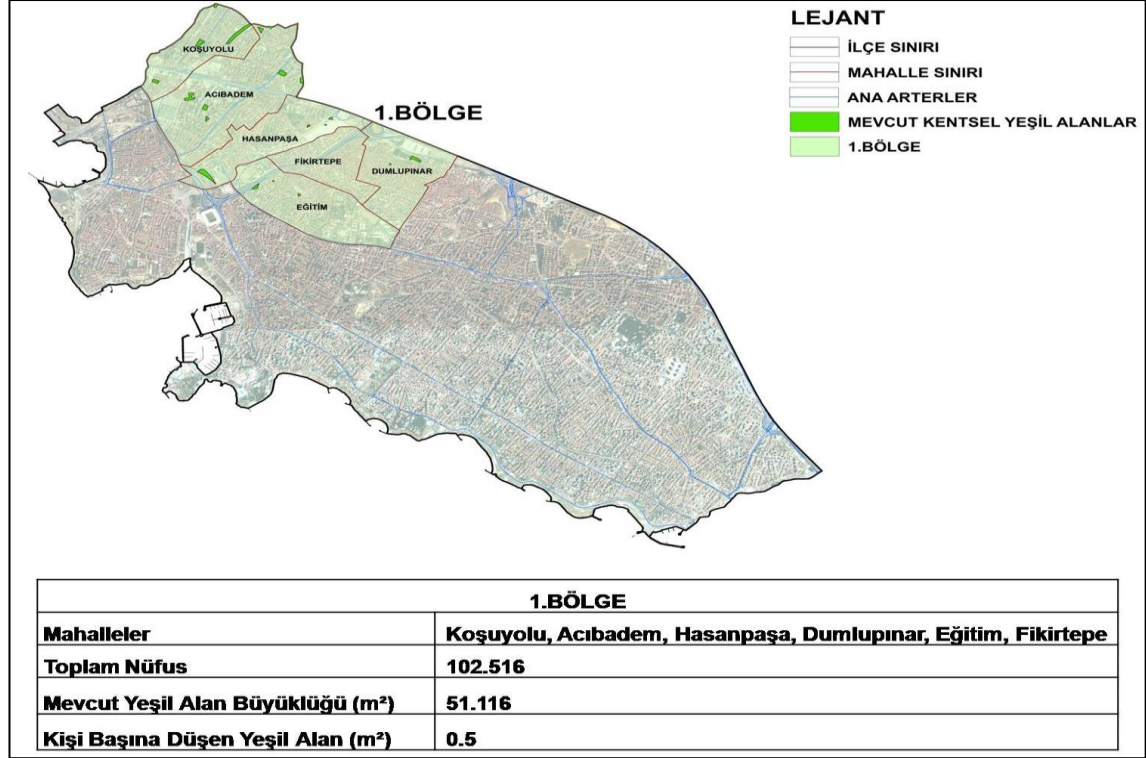 LEJANT
İLÇE SINIRI
MAHALLE SINIRI
ANA ARTERLER
MEVCUT KENTSEL YEŞİL ALANLAR
1.BÖLGE
KOŞUYOLU
ACIBADEM
1.BÖLGE
HASANPAŞA
FİKİRTEPE
DUMLUPINAR
EĞİTİM
1.BÖLGE
Mahalleler Koşuyolu, Acıbadem, Hasanpaşa, Dumlupınar, Eğitim, Fikirtepe
Toplam Nüfus 102.516
Mevcut Yeşil Alan Büyüklüğü (m²) 51.116
Kişi Başına Düşen Yeşil Alan (m²) 0.5